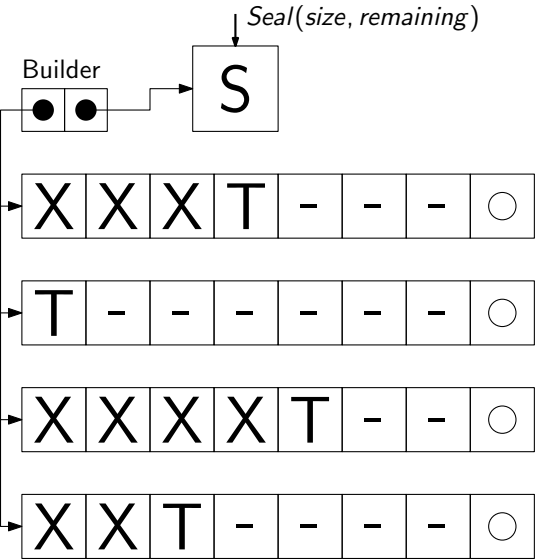 Seal(size, remaining)
Builder
S
X X X T - - - ○
T - - - - - - ○
X X X X T - - ○
X X T - - - - ○